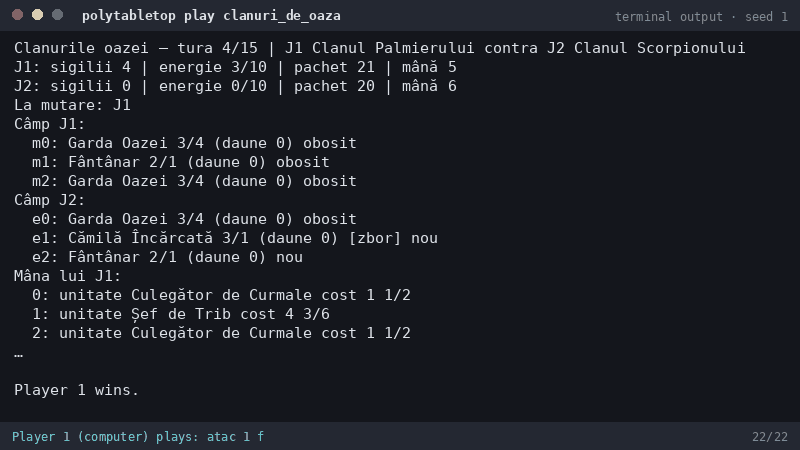 polytabletop play clanuri_de_oaza
terminal output · seed 1
Clanurile oazei — tura 4/15 | J1 Clanul Palmierului contra J2 Clanul Scorpionului
J1: sigilii 4 | energie 3/10 | pachet 21 | mână 5
J2: sigilii 0 | energie 0/10 | pachet 20 | mână 6
La mutare: J1
Câmp J1:
m0: Garda Oazei 3/4 (daune 0) obosit
m1: Fântânar 2/1 (daune 0) obosit
m2: Garda Oazei 3/4 (daune 0) obosit
Câmp J2:
e0: Garda Oazei 3/4 (daune 0) obosit
e1: Cămilă Încărcată 3/1 (daune 0) [zbor] nou
e2: Fântânar 2/1 (daune 0) nou
Mâna lui J1:
0: unitate Culegător de Curmale cost 1 1/2
1: unitate Șef de Trib cost 4 3/6
2: unitate Culegător de Curmale cost 1 1/2
…
Player 1 wins.
Player 1 (computer) plays: atac 1 f
22/22